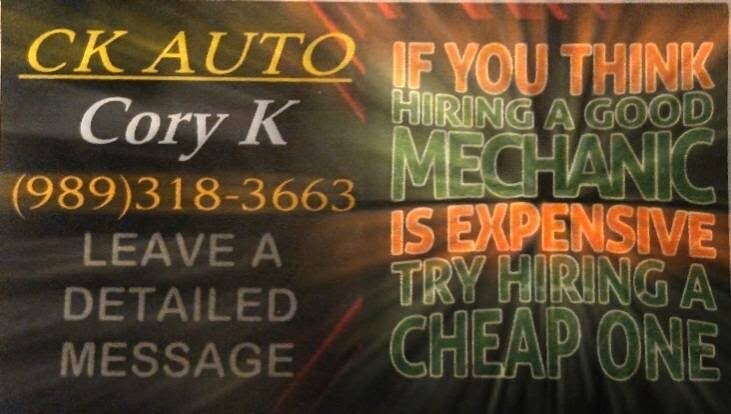 CK AUTO
Cory K
(989)318-3663
LEAVE A
DETAILED
MESSAGE
IF YOU THINK
HIRING A GOOD
MECHANIC
IS EXPENSIVE
TRY HIRING A
CHEAP ONE